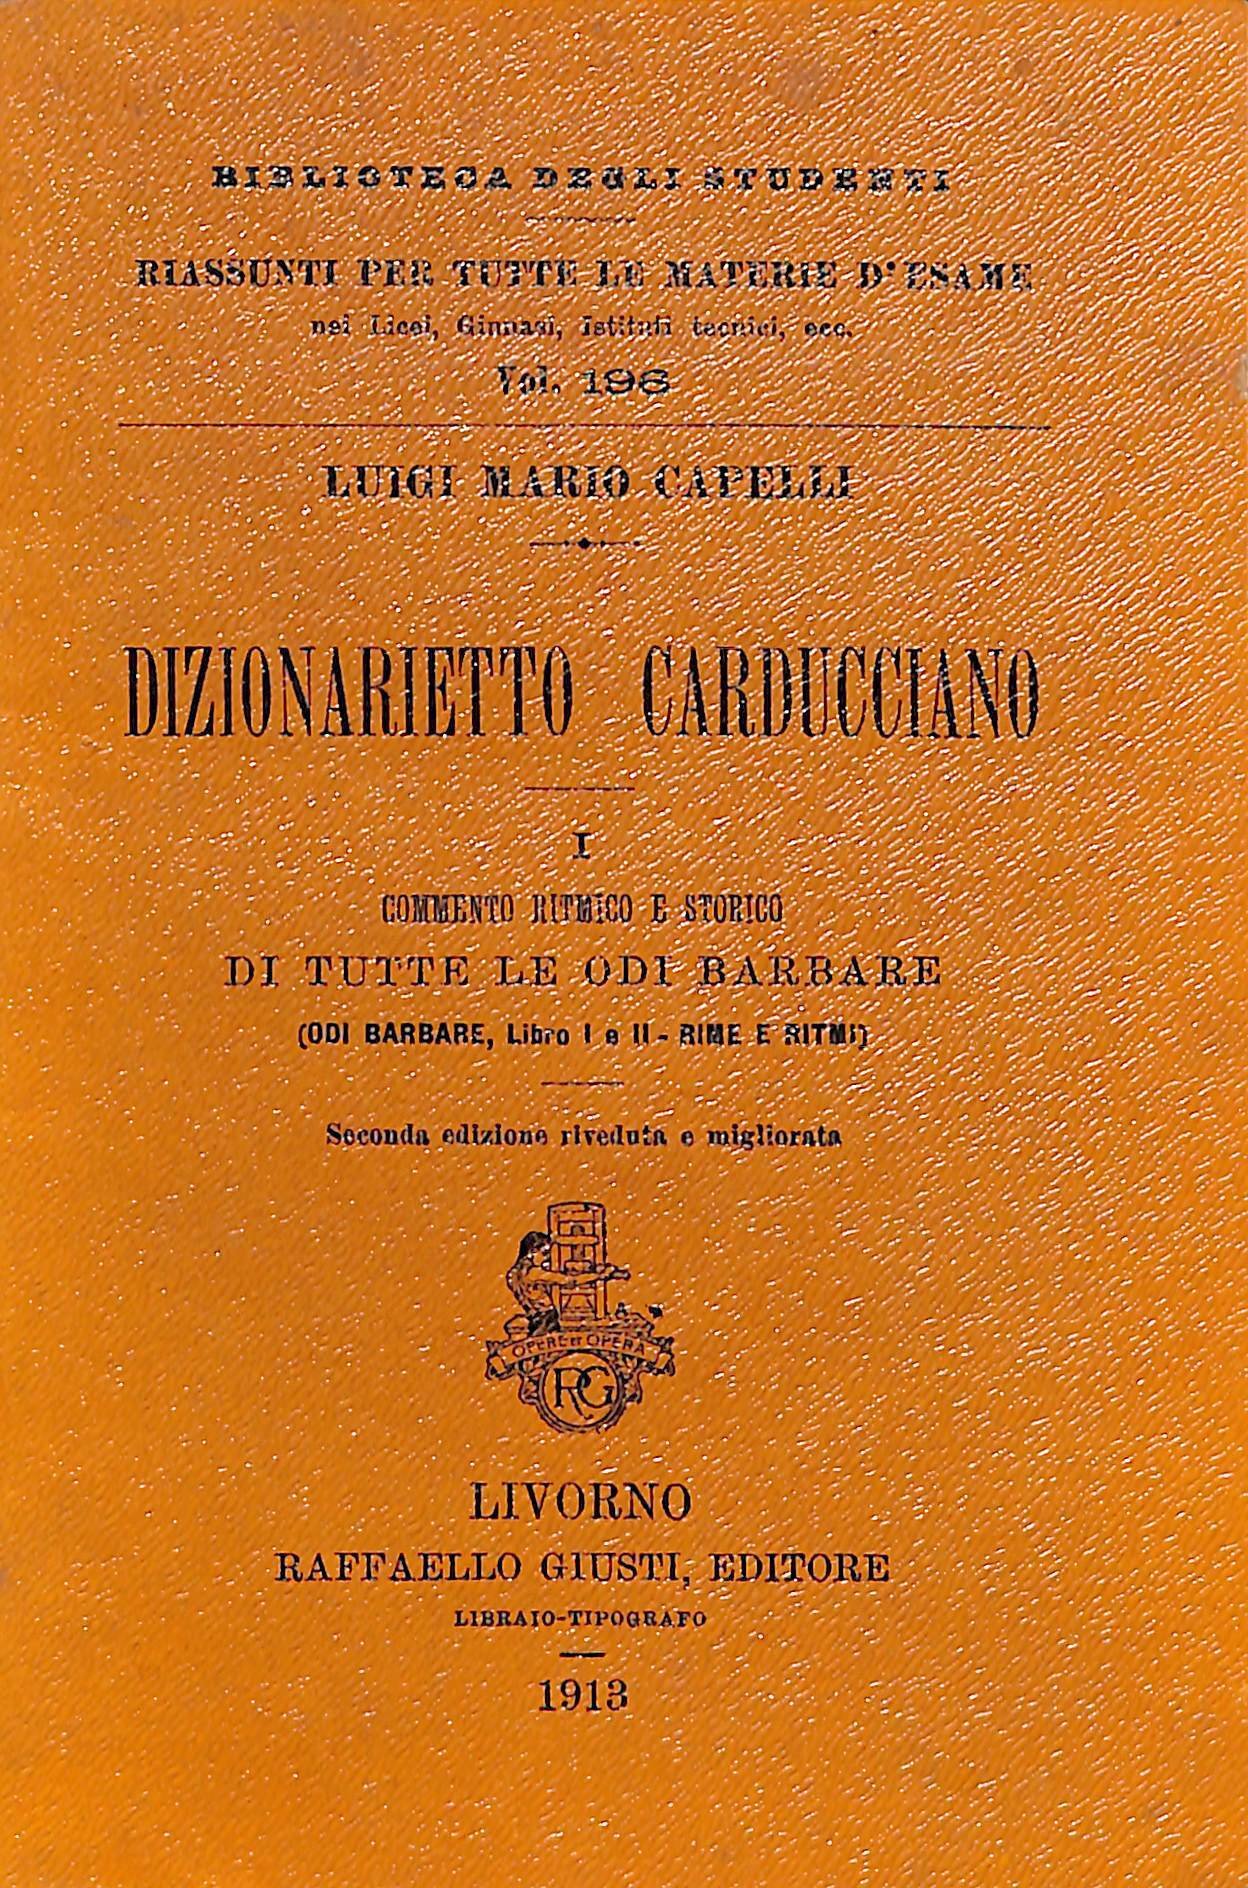 BIBLIOTECA DEGLI STUDENTI
RIASSUNTI PER TUTTE LE MATERIE D'ESAME
nei Licei, Ginnasi, Istituti tecnici, ecc.
Vol. 196
LUIGI MARIO CAPELLI
DIZIONARIETTO CARDUCCIANO
I
COMMENTO RITMICO E STORICO
DI TUTTE LE ODI BARBARE
(ODI BARBARE, Libro I e II - RIME E RITMI)
Seconda edizione riveduta e migliorata
OPERE ET OPERA
RG
LIVORNO
RAFFAELLO GIUSTI, EDITORE
LIBRAIO-TIPOGRAFO
1913